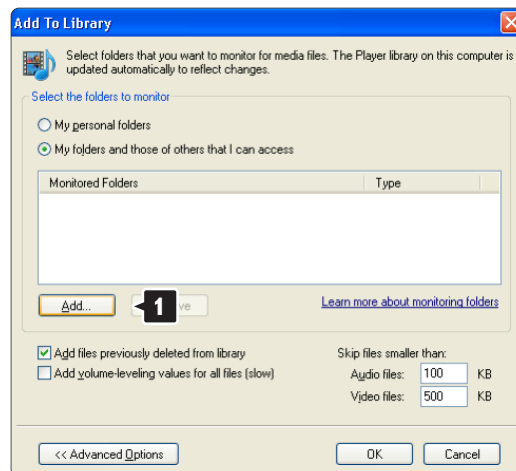 Add To Library
Select folders that you want to monitor for media files. The Player library on this computer is
updated automatically to reflect changes.
Select the folders to monitor
My personal folders
My folders and those of others that I can access
Monitored Folders Type
Add... 1 Learn more about monitoring folders
Add files previously deleted from library Skip files smaller than:
Add volume-leveling values for all files (slow) Audio files: 100 KB
Video files: 500 KB
<< Advanced Options OK Cancel